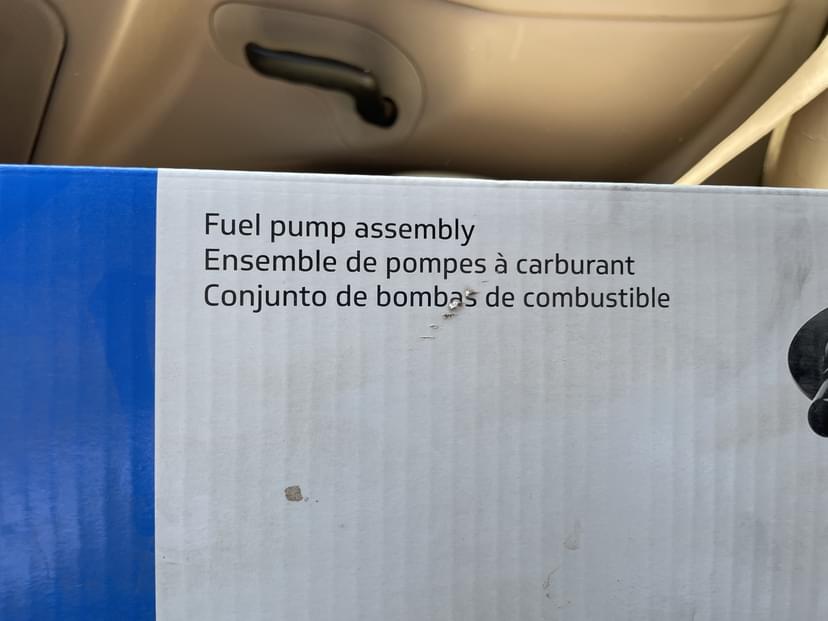 Fuel pump assembly
Ensemble de pompes à carburant
Conjunto de bombas de combustible